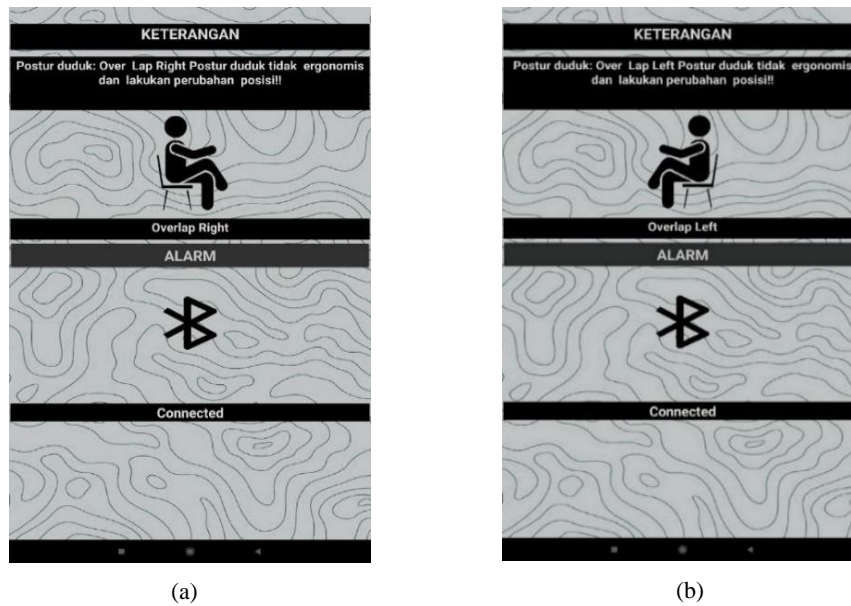 KETERANGAN
Postur duduk: Over Lap Right Postur duduk tidak ergonomis
dan lakukan perubahan posisi!!
Overlap Right
ALARM
Connected
(a)
KETERANGAN
Postur duduk: Over Lap Left Postur duduk tidak ergonomis
dan lakukan perubahan posisi!!
Overlap Left
ALARM
Connected
(b)